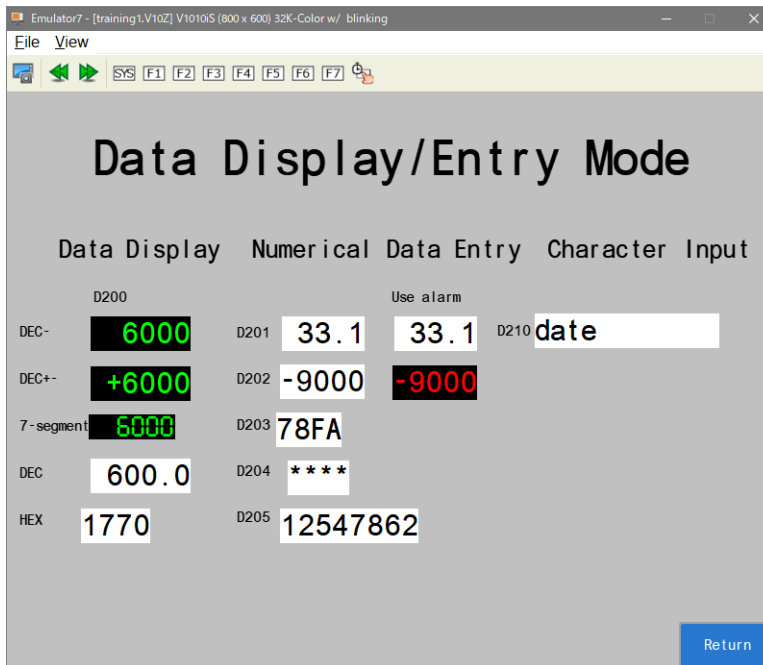 Emulator7 - [training1.V10Z] V1010iS (800 x 600) 32K-Color w/ blinking
File View
SYS F1 F2 F3 F4 F5 F6 F7
Data Display/Entry Mode
Data Display Numerical Data Entry Character Input
D200 Use alarm
DEC- 6000 D201 33.1 33.1 D210 date
DEC+- +6000 D202 -9000 -9000
7-segment 6000 D203 78FA
DEC 600.0 D204 ****
HEX 1770 D205 12547862
Return